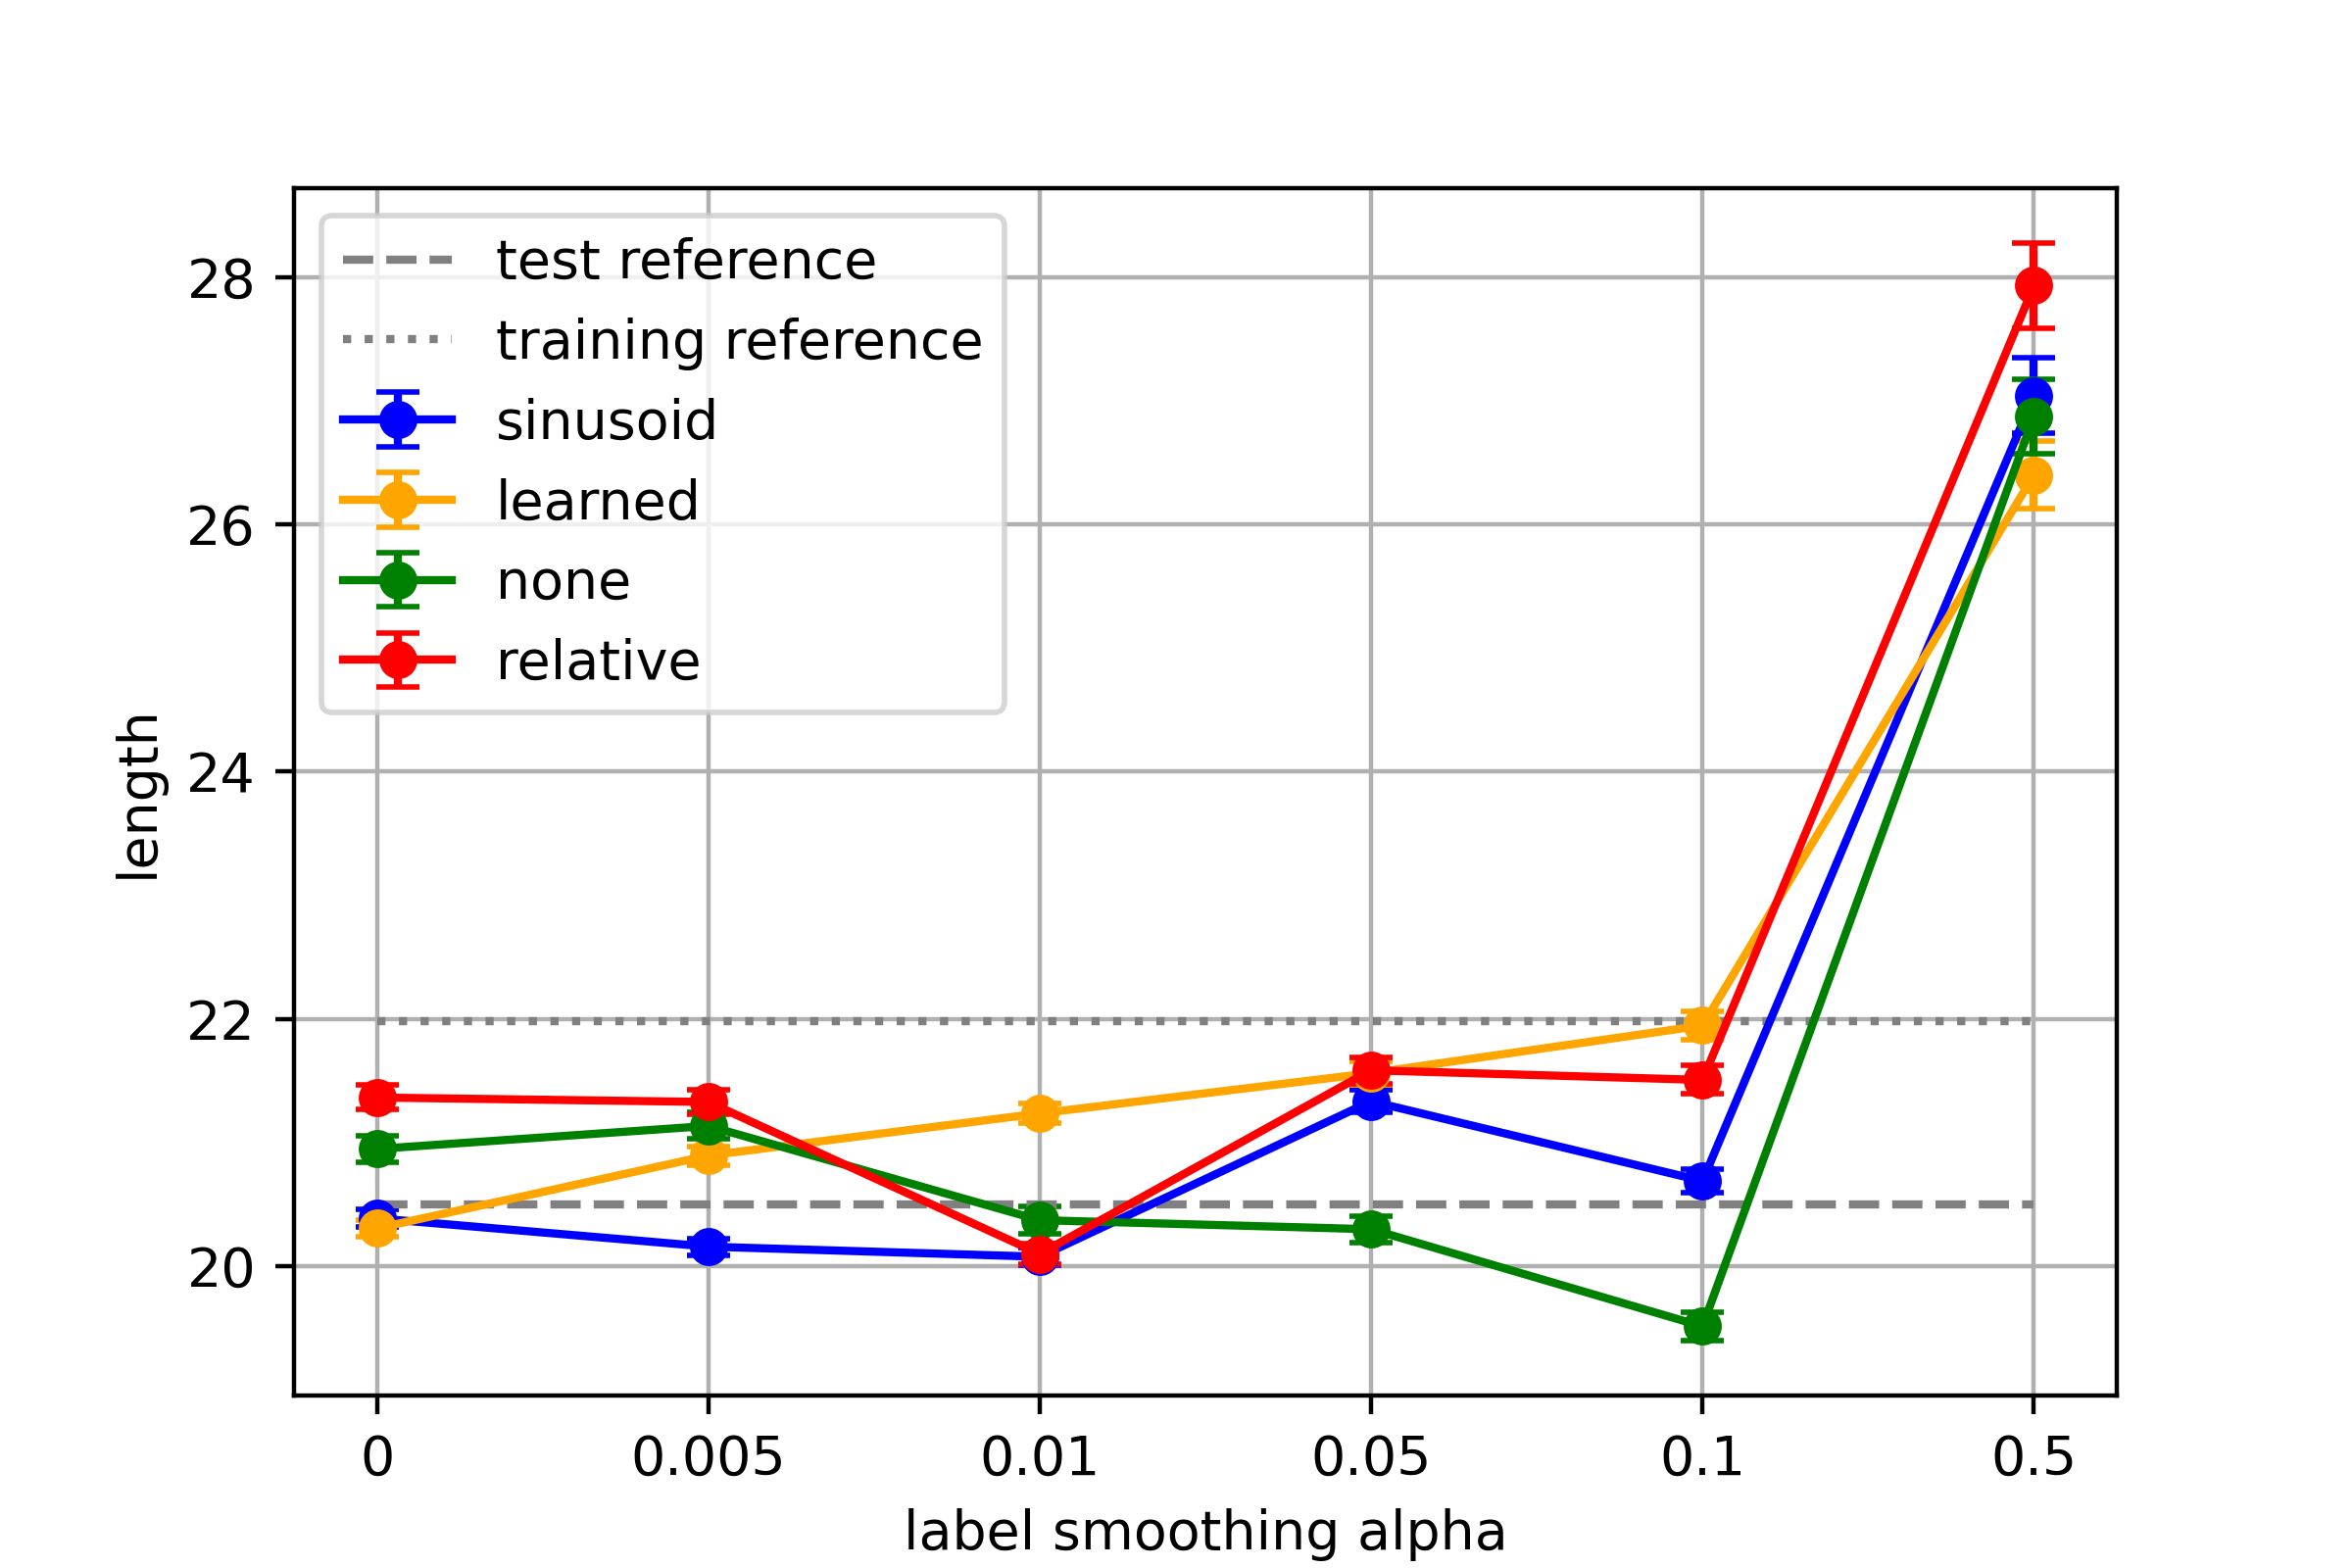 test reference
training reference
sinusoid
learned
none
relative
28
26
24
22
20
length
0 0.005 0.01 0.05 0.1 0.5
label smoothing alpha